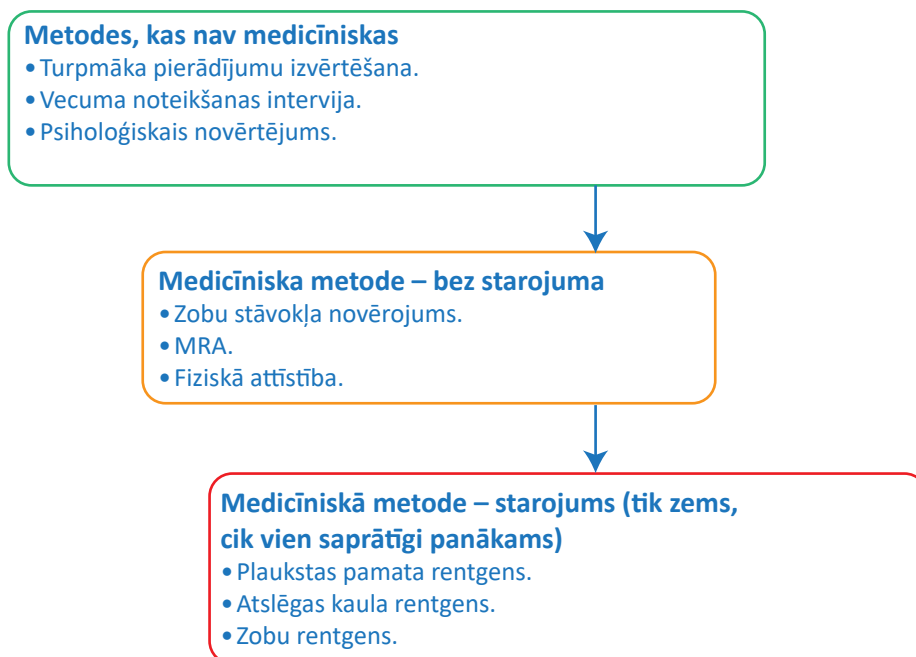 Metodes, kas nav medicīniskas
• Turpmāka pierādījumu izvērtēšana.
• Vecuma noteikšanas intervija.
• Psiholoģiskais novērtējums.
Medicīniska metode – bez starojuma
• Zobu stāvokļa novērojums.
• MRA.
• Fiziskā attīstība.
Medicīniskā metode – starojums (tik zems,
cik vien saprātīgi panākams)
• Plaukstas pamata rentgens.
• Atslēgas kaula rentgens.
• Zobu rentgens.